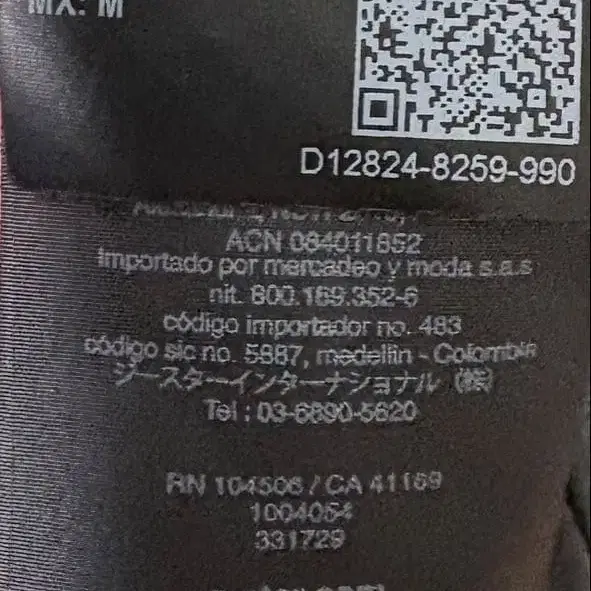 MX: M
D12824-8259-990
ACN 084011852
Importado por mercadeo y moda s.a.s
nit. 800.169.352-6
código importador no. 483
código sic no. 5887, medellin - Colombia
ジースターインターナショナル (株)
Tel : 03-6890-5620
RN 104506 / CA 41169
1004054
331729